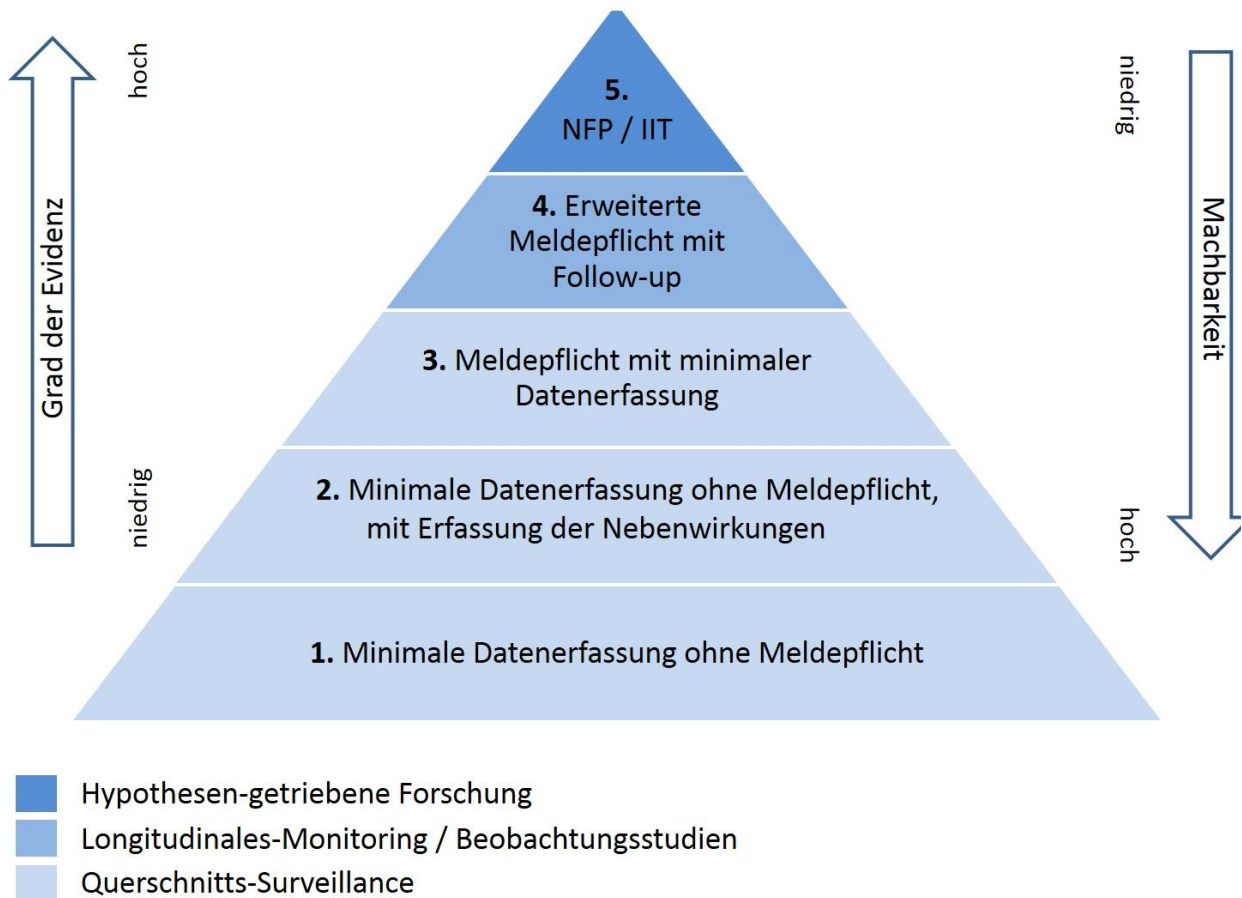 hoch
niedrig
Grad der Evidenz
5.
NFP / IIT
4. Erweiterte
Meldepflicht mit
Follow-up
3. Meldepflicht mit minimaler
Datenerfassung
2. Minimale Datenerfassung ohne Meldepflicht,
mit Erfassung der Nebenwirkungen
1. Minimale Datenerfassung ohne Meldepflicht
niedrig
Machbarkeit
hoch
Hypothesen-getriebene Forschung
Longitudinales-Monitoring / Beobachtungsstudien
Querschnitts-Surveillance